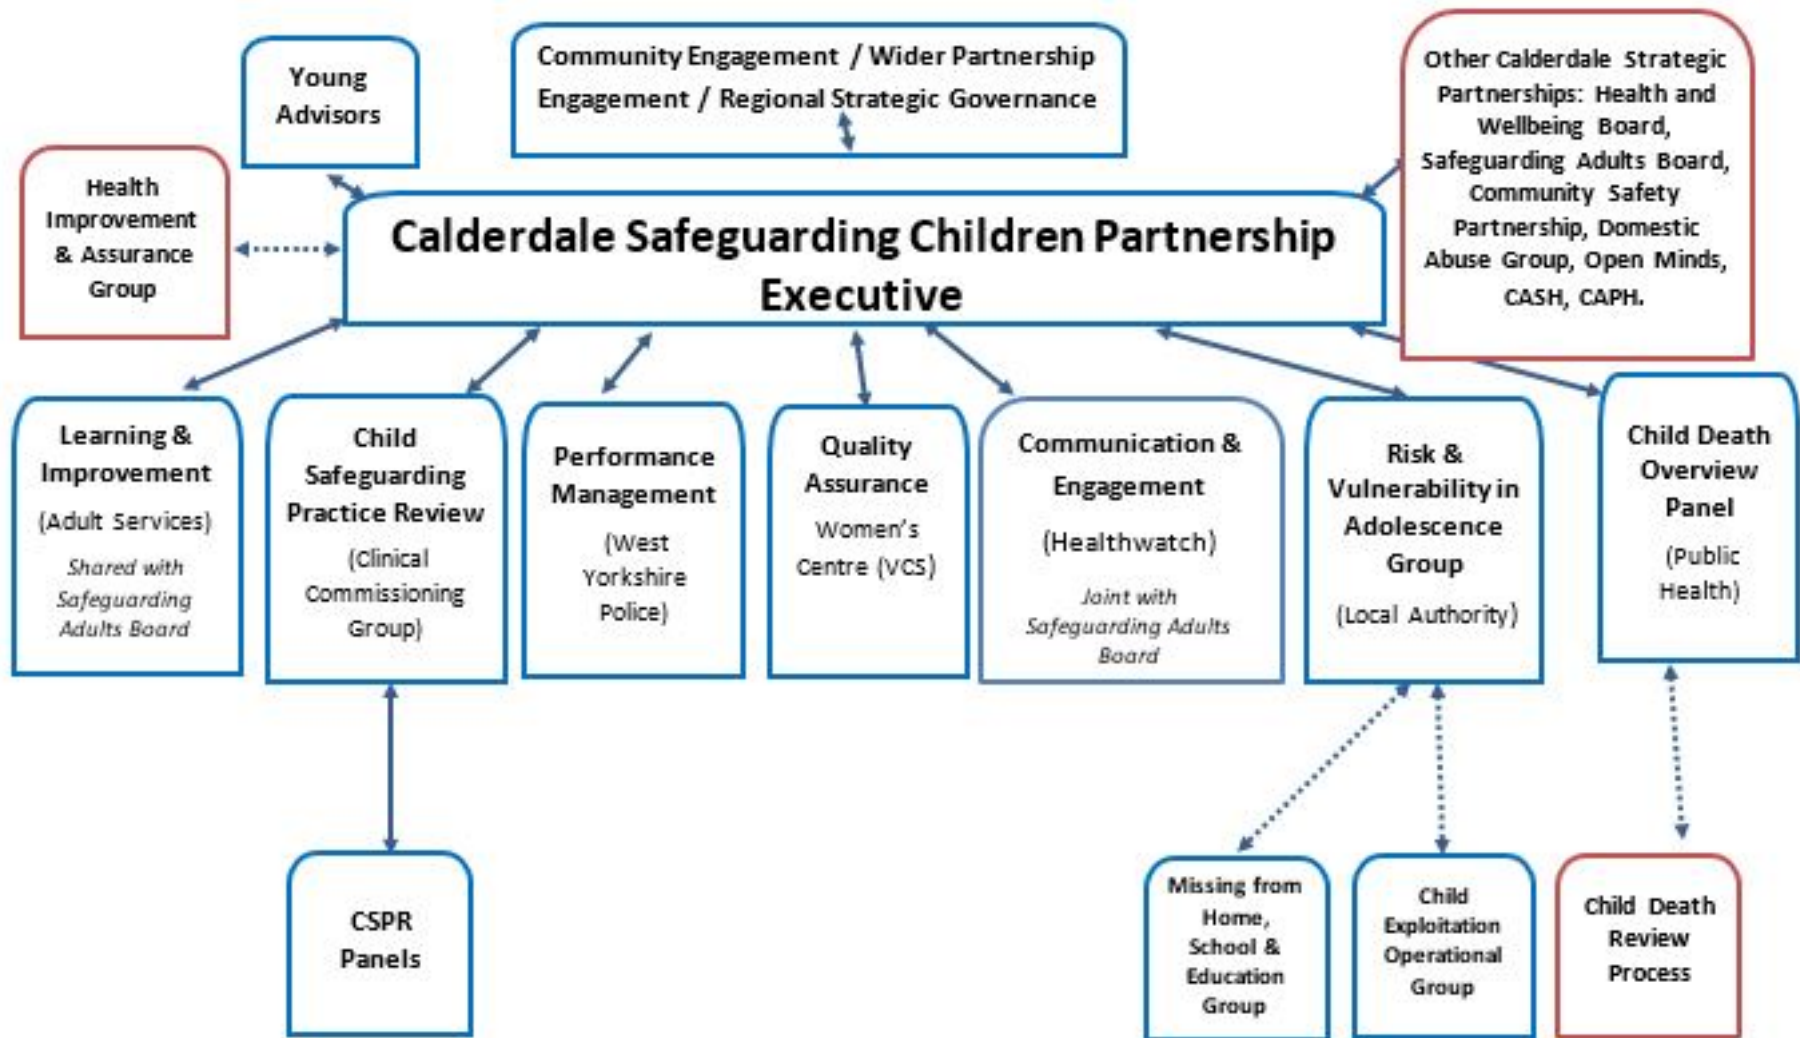 Young
Advisors
Community Engagement / Wider Partnership
Engagement / Regional Strategic Governance
Other Calderdale Strategic
Partnerships: Health and
Wellbeing Board,
Safeguarding Adults Board,
Community Safety
Partnership, Domestic
Abuse Group, Open Minds,
CASH, CAPH.
Health
Improvement
& Assurance
Group
Calderdale Safeguarding Children Partnership
Executive
Learning &
Improvement
(Adult Services)
Shared with
Safeguarding
Adults Board
Child
Safeguarding
Practice Review
(Clinical
Commissioning
Group)
Performance
Management
(West
Yorkshire
Police)
Quality
Assurance
Women's
Centre (VCS)
Communication &
Engagement
(Healthwatch)
Joint with
Safeguarding Adults
Board
Risk &
Vulnerability in
Adolescence
Group
(Local Authority)
Child Death
Overview
Panel
(Public
Health)
CSPR
Panels
Missing from
Home,
School &
Education
Group
Child
Exploitation
Operational
Group
Child Death
Review
Process